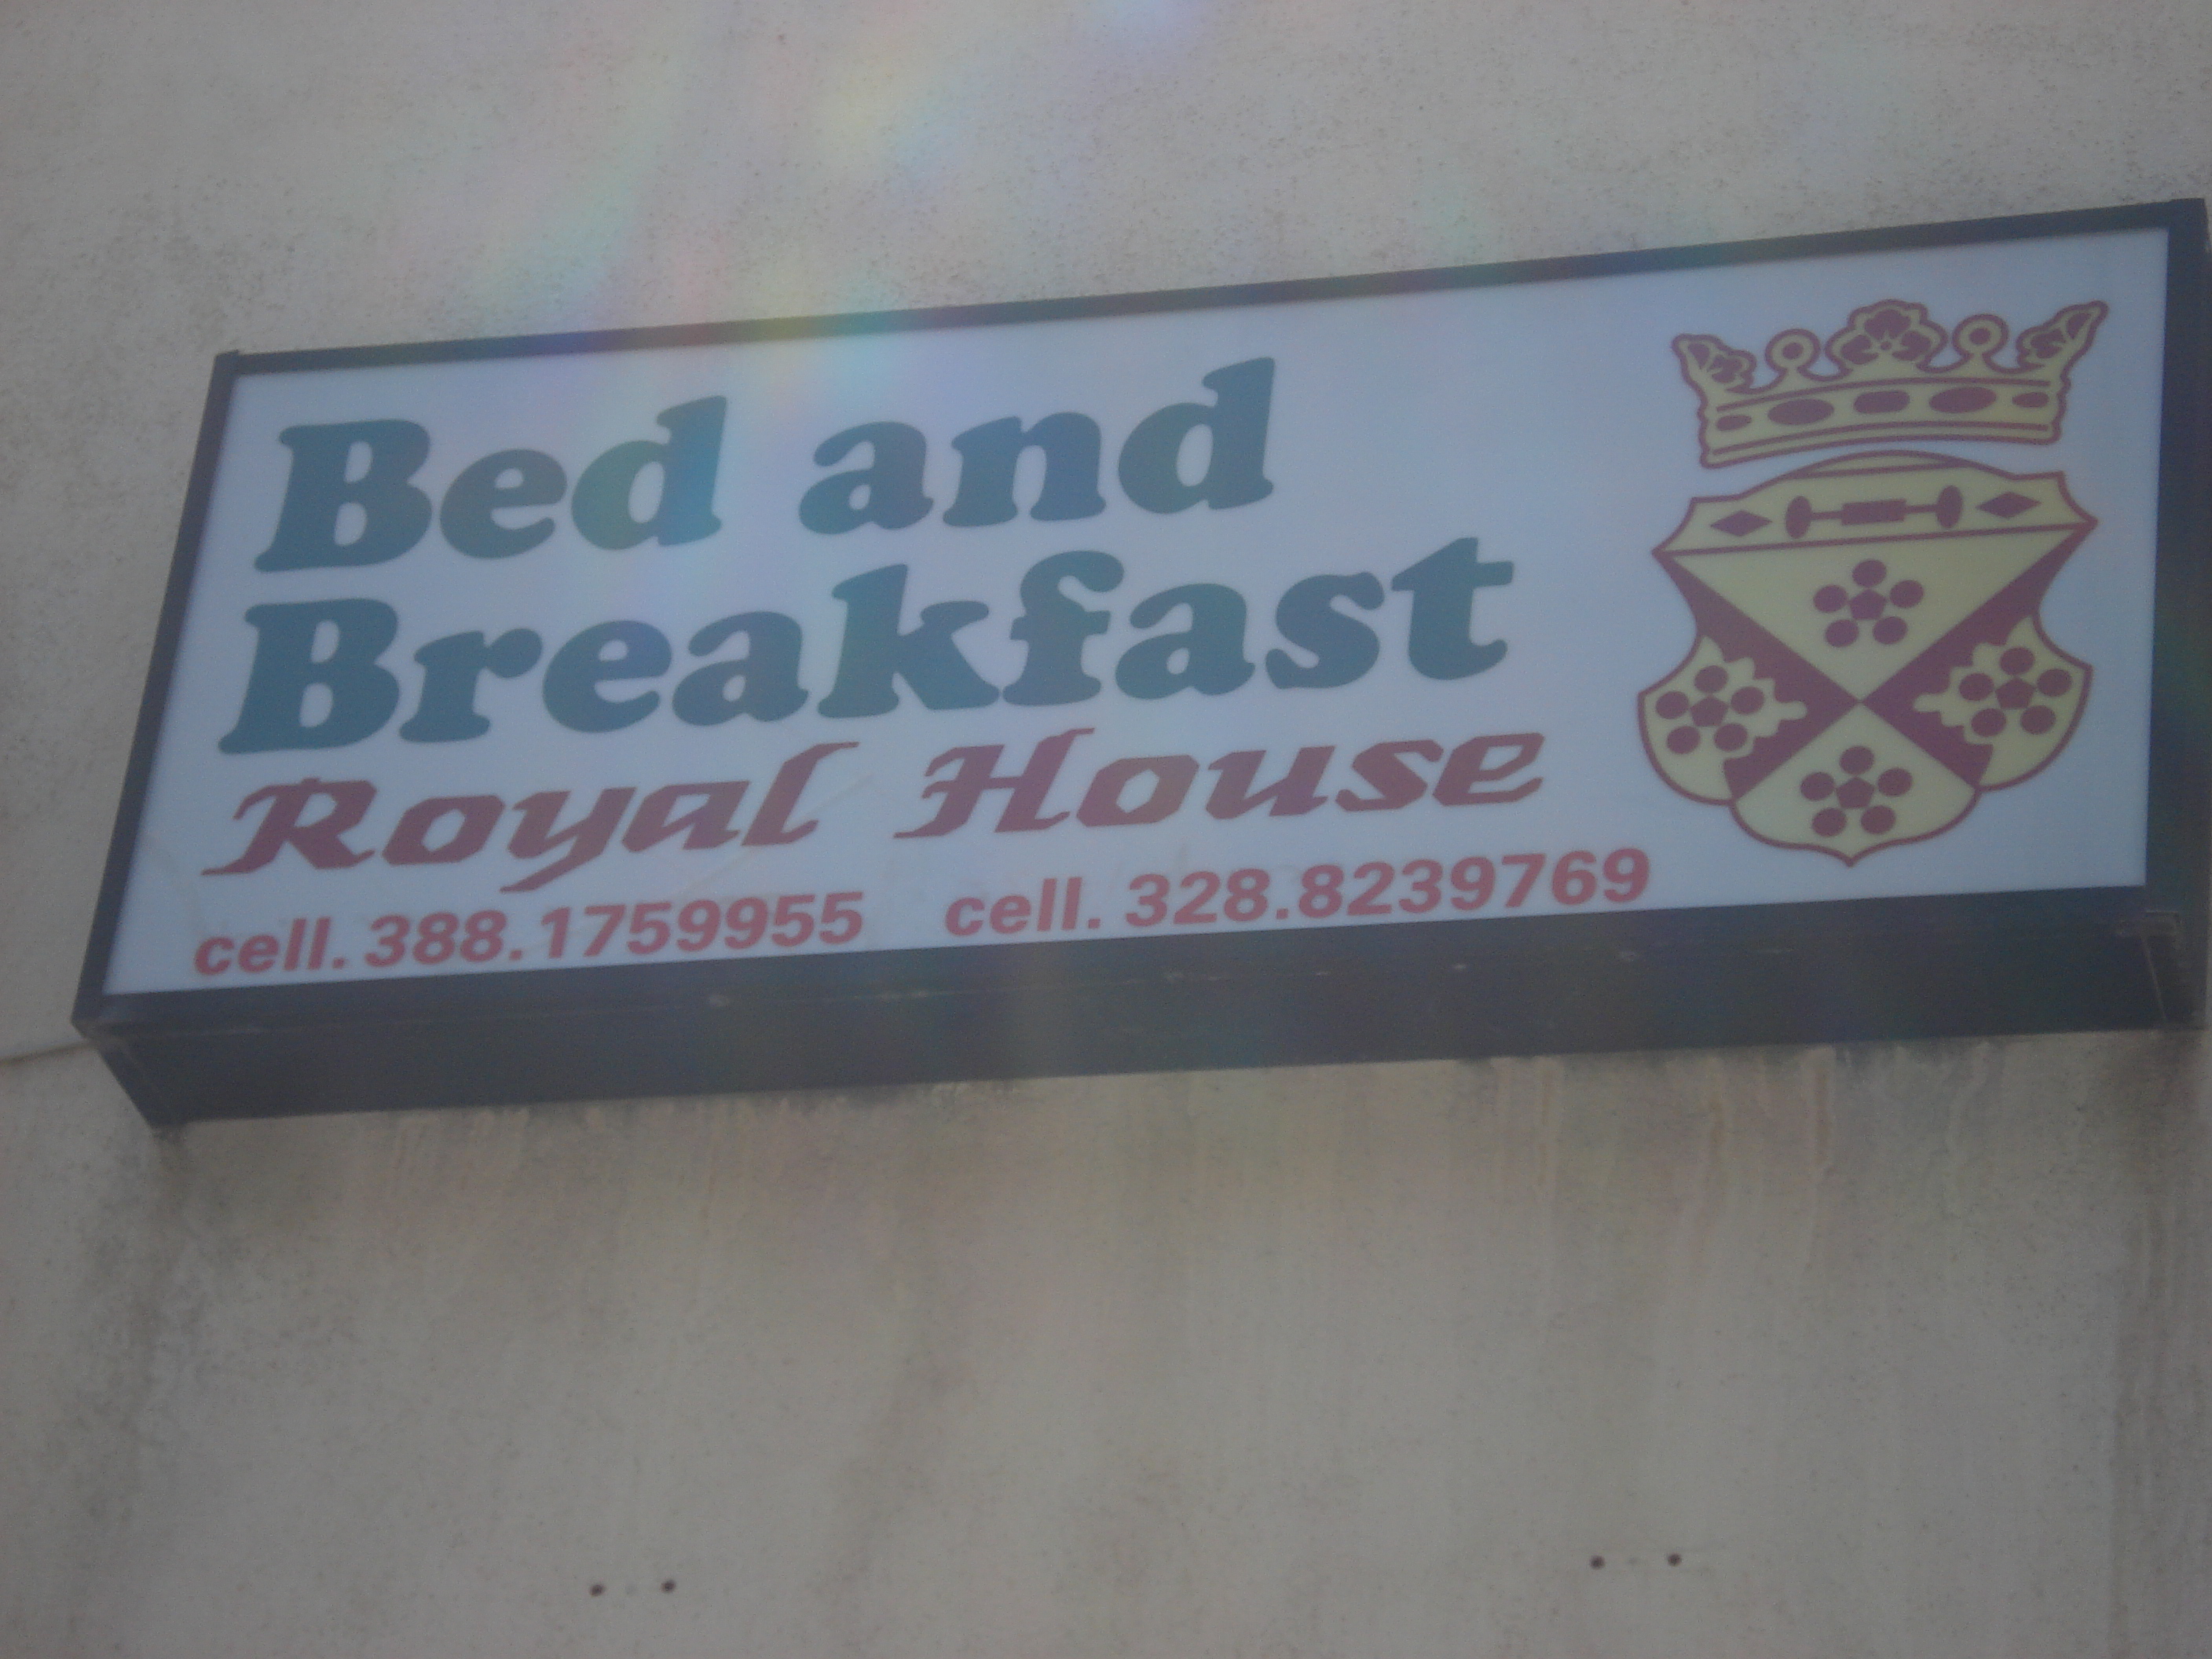 Bed and
Breakfast
Royal House
cell. 388.1759955 cell. 328.8239769